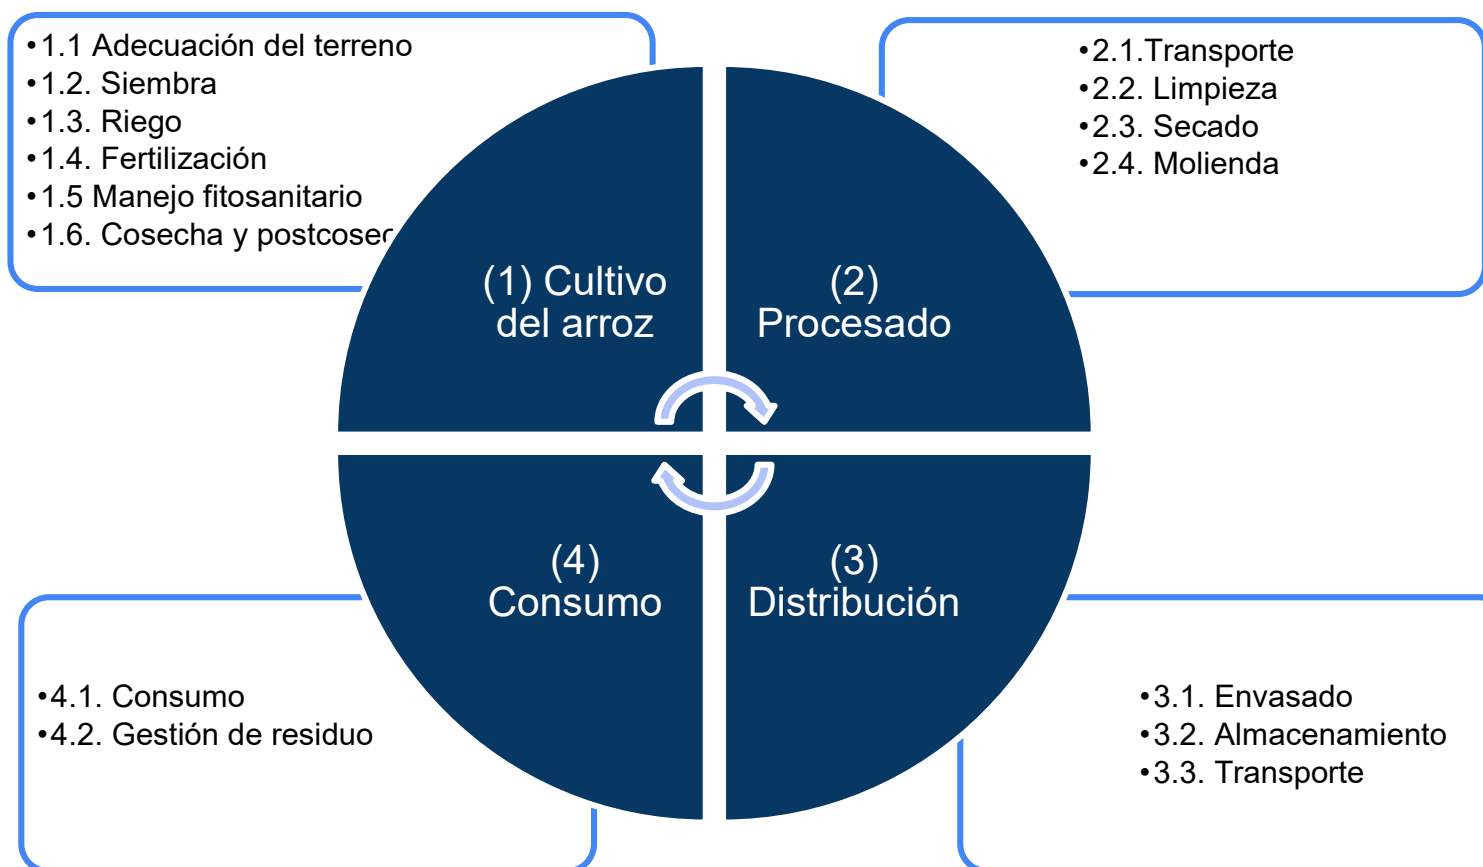 •1.1 Adecuación del terreno
•1.2. Siembra
•1.3. Riego
•1.4. Fertilización
•1.5 Manejo fitosanitario
•1.6. Cosecha y
•2.1.Transporte
•2.2. Limpieza
•2.3. Secado
•2.4. Molienda
(1) Cultivo
del arroz
(2)
Procesado
(4)
Consumo
(3)
Distribución
•4.1. Consumo
•4.2. Gestión de residuo
•3.1. Envasado
•3.2. Almacenamiento
•3.3. Transporte